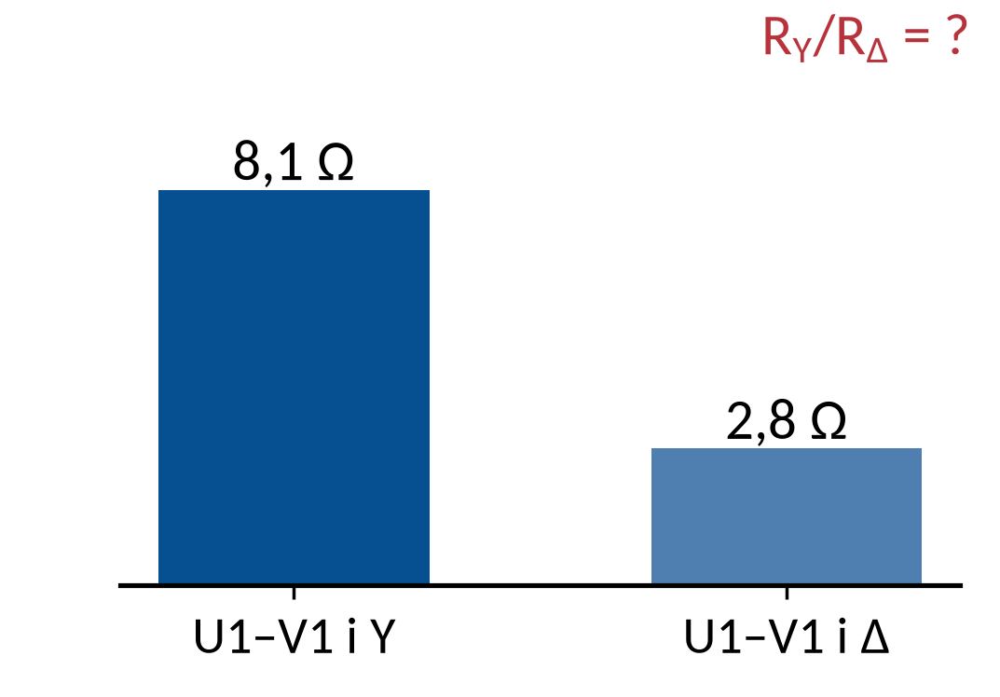 R_Y/R_Δ = ?
8,1 Ω
2,8 Ω
U1–V1 i Y
U1–V1 i Δ